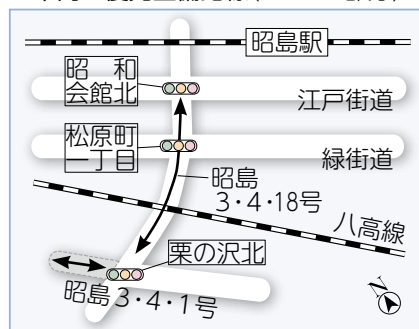 昭島駅
昭　和
会館北
江戸街道
松原町
一丁目
緑街道
昭島
3・4・18号
八高線
栗の沢北
昭島3・4・1号
N